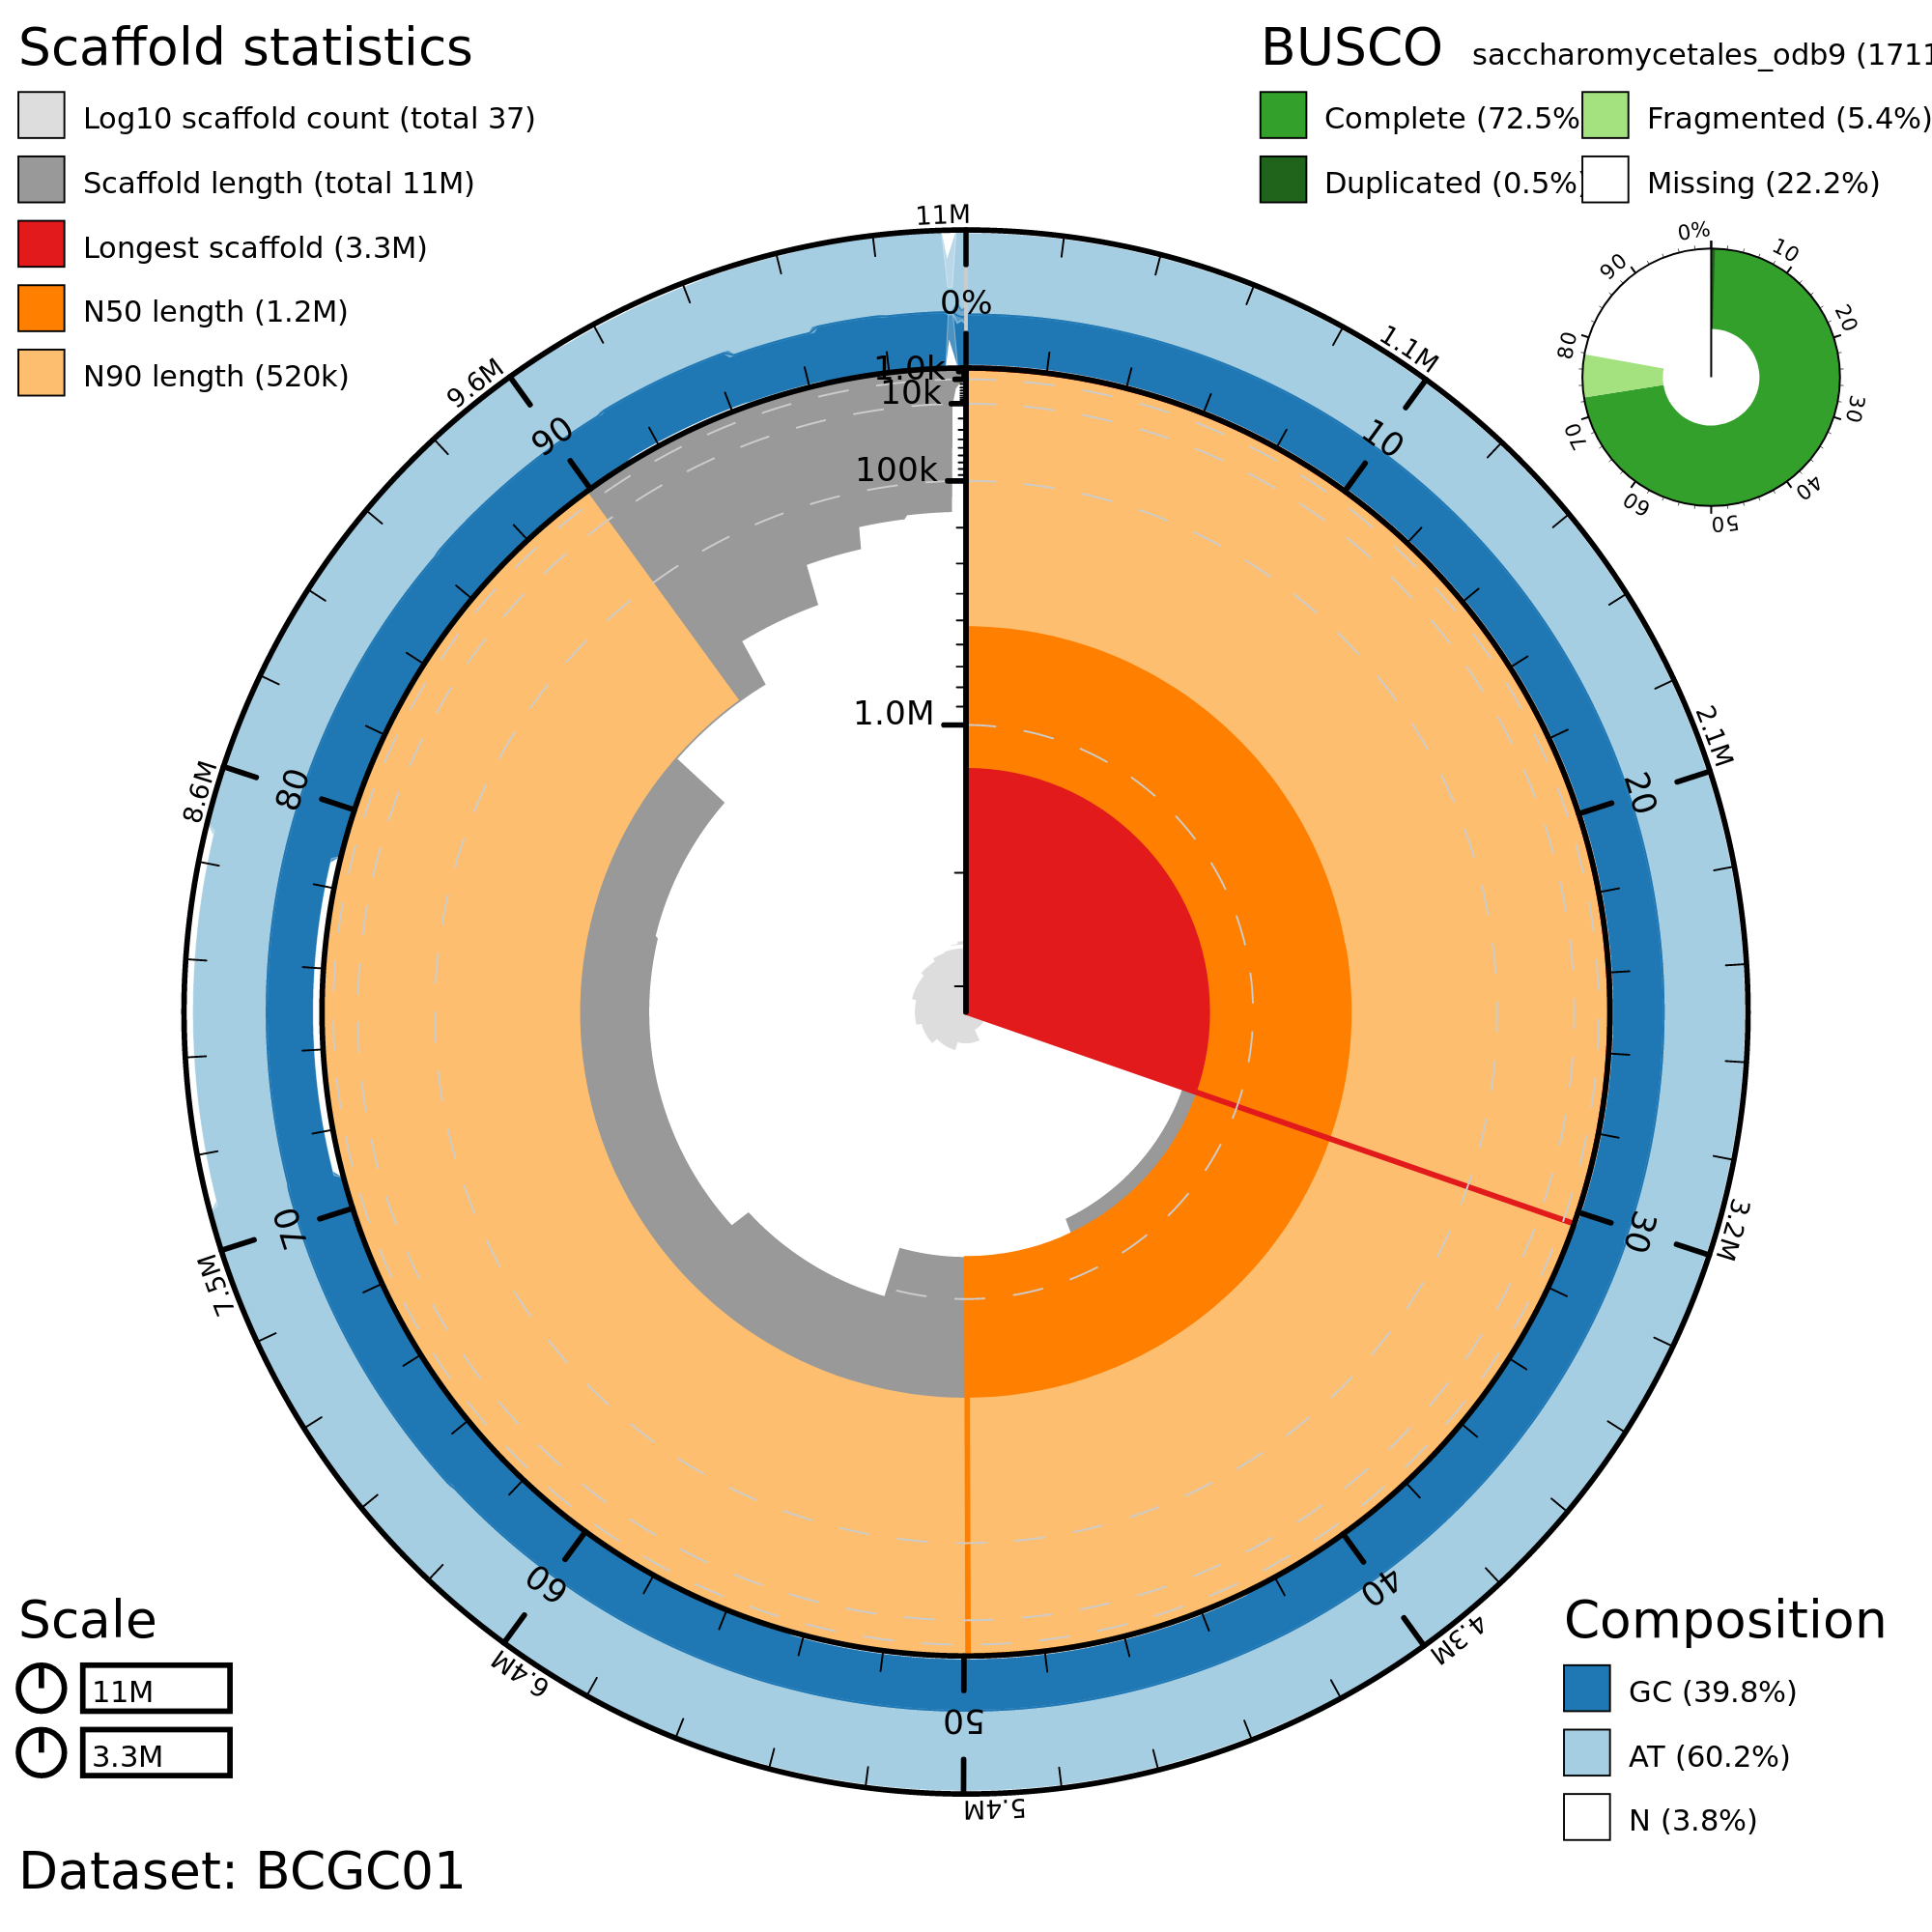 Scaffold statistics
Log10 scaffold count (total 37)
Scaffold length (total 11M)
Longest scaffold (3.3M)
N50 length (1.2M)
N90 length (520k)
BUSCO saccharomycetales_odb9 (1711
Complete (72.5%
Fragmented (5.4%)
Duplicated (0.5%)
Missing (22.2%)
0%
10
20
30
40
50
60
70
80
90
11M
1.1M
2.1M
3.2M
4.3M
5.4M
6.4M
7.5M
8.6M
9.6M
0%
10
20
30
40
50
60
70
80
90
1.0k
10k
100k
1.0M
Scale
11M
3.3M
Composition
GC (39.8%)
AT (60.2%)
N (3.8%)
Dataset: BCGC01